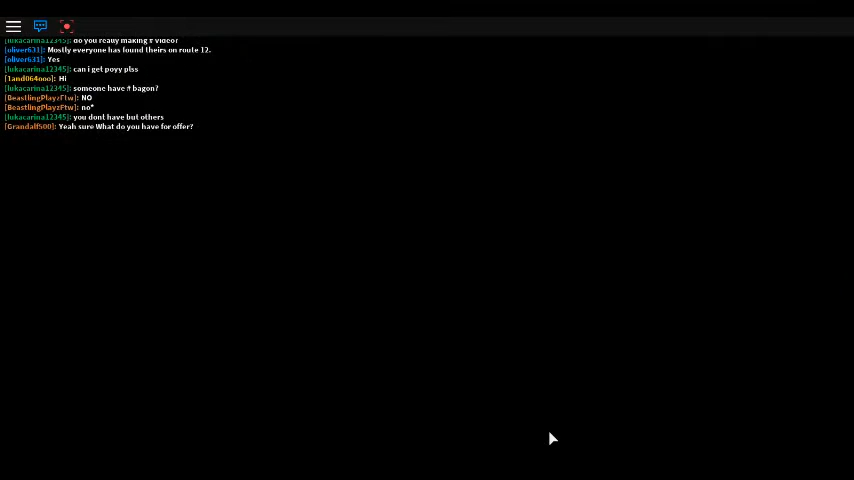 [lukacarina12345]: do you really making # video?
[oliver631]: Mostly everyone has found theirs on route 12.
[oliver631]: Yes
[lukacarina12345]: can i get poyy plss
[1and064ooo]: Hi
[lukacarina12345]: someone have # bagon?
[BeastlingPlayzFtw]: NO
[BeastlingPlayzFtw]: no*
[lukacarina12345]: you dont have but others
[Grandalf500]: Yeah sure What do you have for offer?